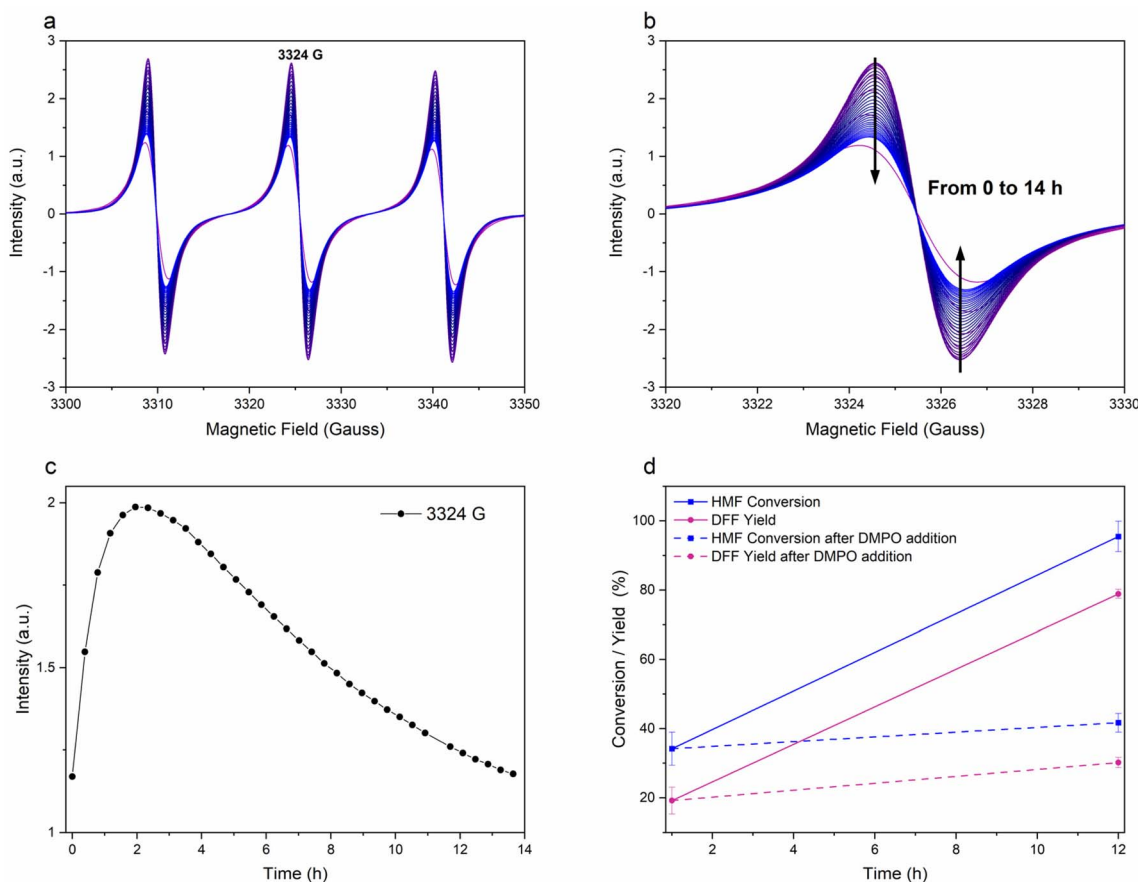 a
3324 G
3
2
1
0
-1
-2
-3
Intensity (a.u.)
3300
3310
3320
3330
3340
3350
Magnetic Field (Gauss)
b
From 0 to 14 h
3
2
1
0
-1
-2
-3
Intensity (a.u.)
3320
3322
3324
3326
3328
3330
Magnetic Field (Gauss)
c
3324 G
2
1.5
1
Intensity (a.u.)
0
2
4
6
8
10
12
14
Time (h)
d
HMF Conversion
DFF Yield
HMF Conversion after DMPO addition
DFF Yield after DMPO addition
100
80
60
40
20
Conversion / Yield (%)
2
4
6
8
10
12
Time (h)